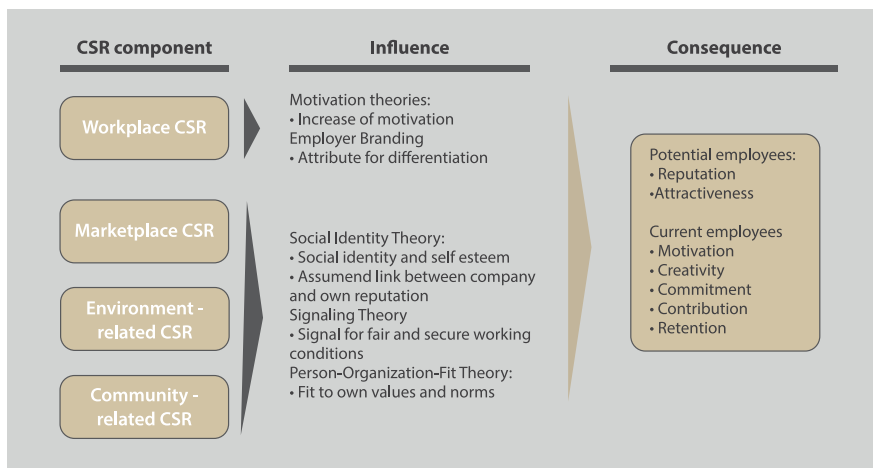 CSR component
Workplace CSR
Marketplace CSR
Environment -
related CSR
Community -
related CSR
Influence
Motivation theories:
• Increase of motivation
Employer Branding
• Attribute for differentiation
Social Identity Theory:
• Social identity and self esteem
• Assumend link between company
and own reputation
Signaling Theory
• Signal for fair and secure working
conditions
Person-Organization-Fit Theory:
• Fit to own values and norms
Consequence
Potential employees:
• Reputation
•Attractiveness
Current employees
• Motivation
• Creativity
• Commitment
• Contribution
• Retention